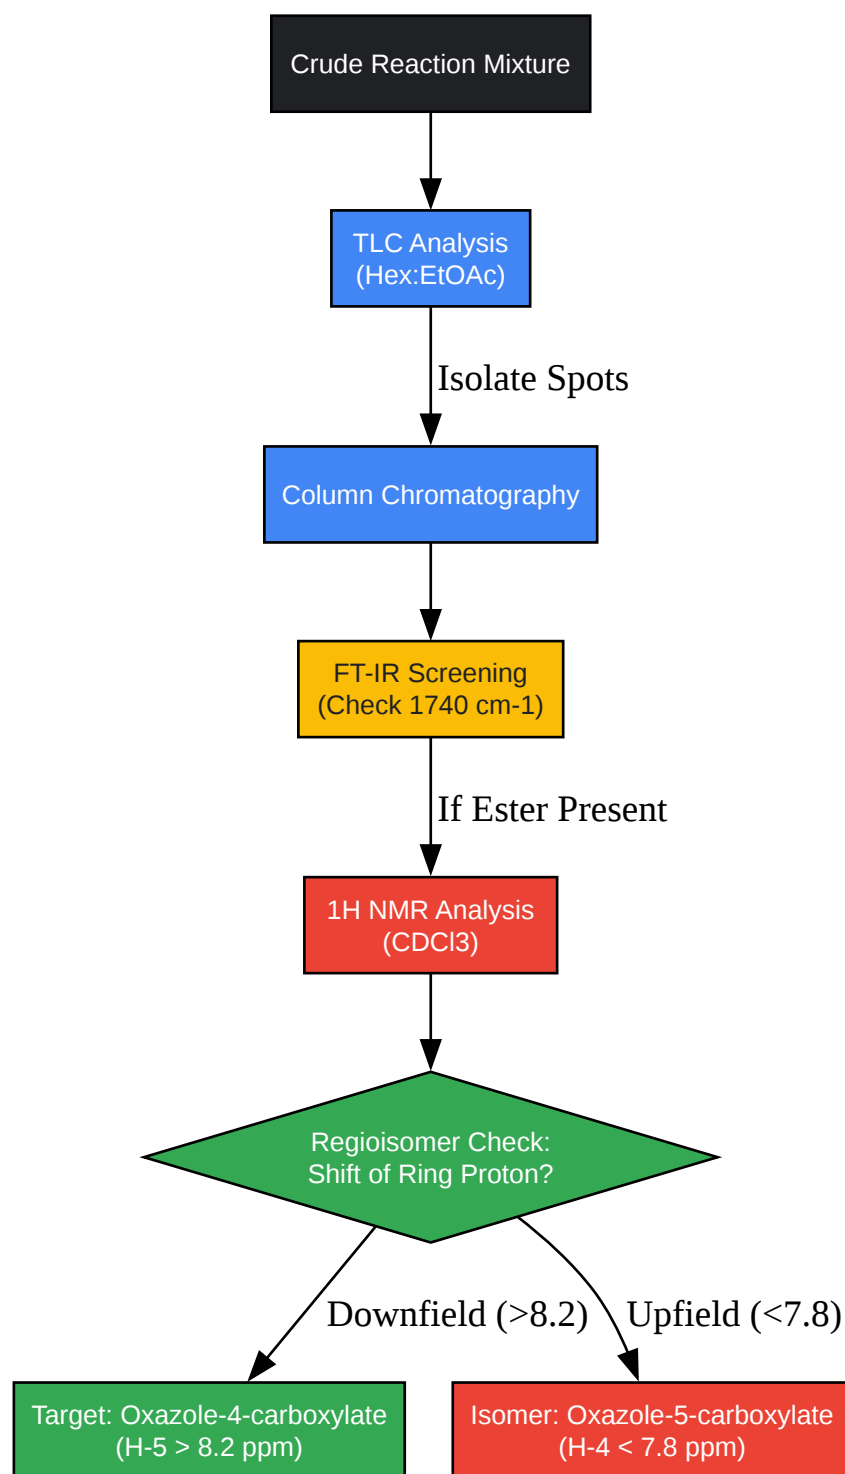 Crude Reaction Mixture
TLC Analysis
(Hex:EtOAc)
Isolate Spots
Column Chromatography
FT-IR Screening
(Check 1740 cm-1)
If Ester Present
1H NMR Analysis
(CDCl3)
Regioisomer Check:
Shift of Ring Proton?
Downfield (>8.2)
Upfield (<7.8)
Target: Oxazole-4-carboxylate
(H-5 > 8.2 ppm)
Isomer: Oxazole-5-carboxylate
(H-4 < 7.8 ppm)